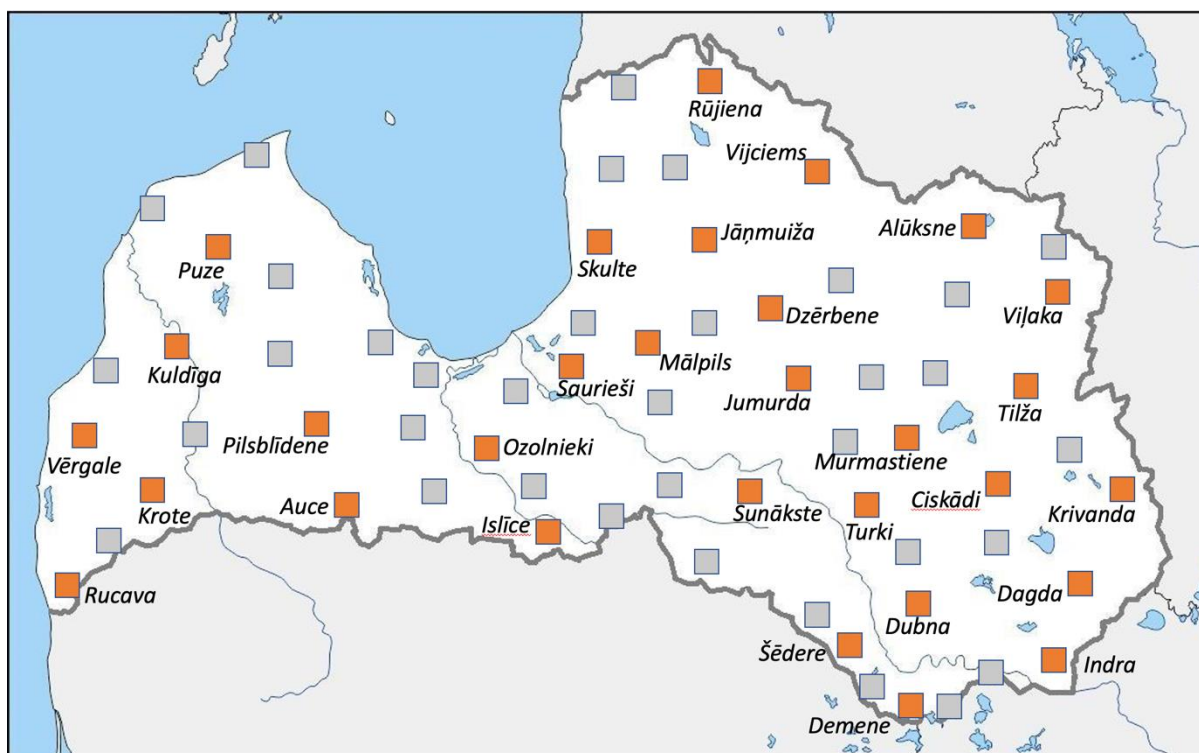 Rūjiena
Vijciems
Alūksne
Jāņmuiža
Skulte
Puze
Viļaka
Dzērbene
Mālpils
Kuldīga
Saurieši
Jumurda
Tilža
Pilsblīdene
Ozolnieki
Vērgale
Murmastiene
Ciskādi
Krote
Auce
Islīce
Sunākste
Turki
Krivanda
Rucava
Dagda
Dubna
Šēdere
Indra
Demene